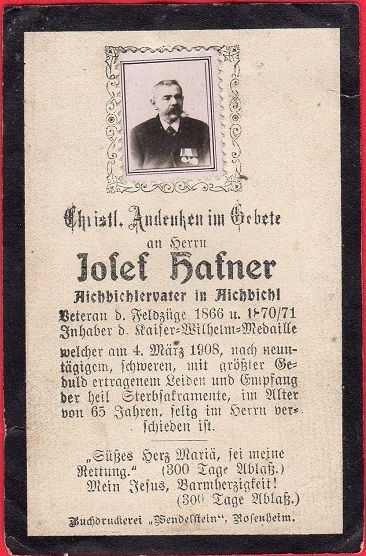 Christl. Andenken im Gebete
an Herrn
Josef Hafner
Aichbichlervater in Aichbichl
Veteran d. Feldzüge 1866 u. 1870/71
Inhaber d. Kaiser-Wilhelm-Medaille
welcher am 4. März 1908, nach neun-
tägigem, schweren, mit größter Ge-
duld ertragenem Leiden und Empfang
der heil Sterbsakramente, im Alter
von 65 Jahren, selig im Herrn ver-
schieden ist.
„Süßes Herz Mariä, sei meine
Rettung.“ (300 Tage Ablaß.)
Mein Jesus, Barmherzigkeit!
(300 Tage Ablaß.)
Buchdruckerei „Wendelstein“, Rosenheim.